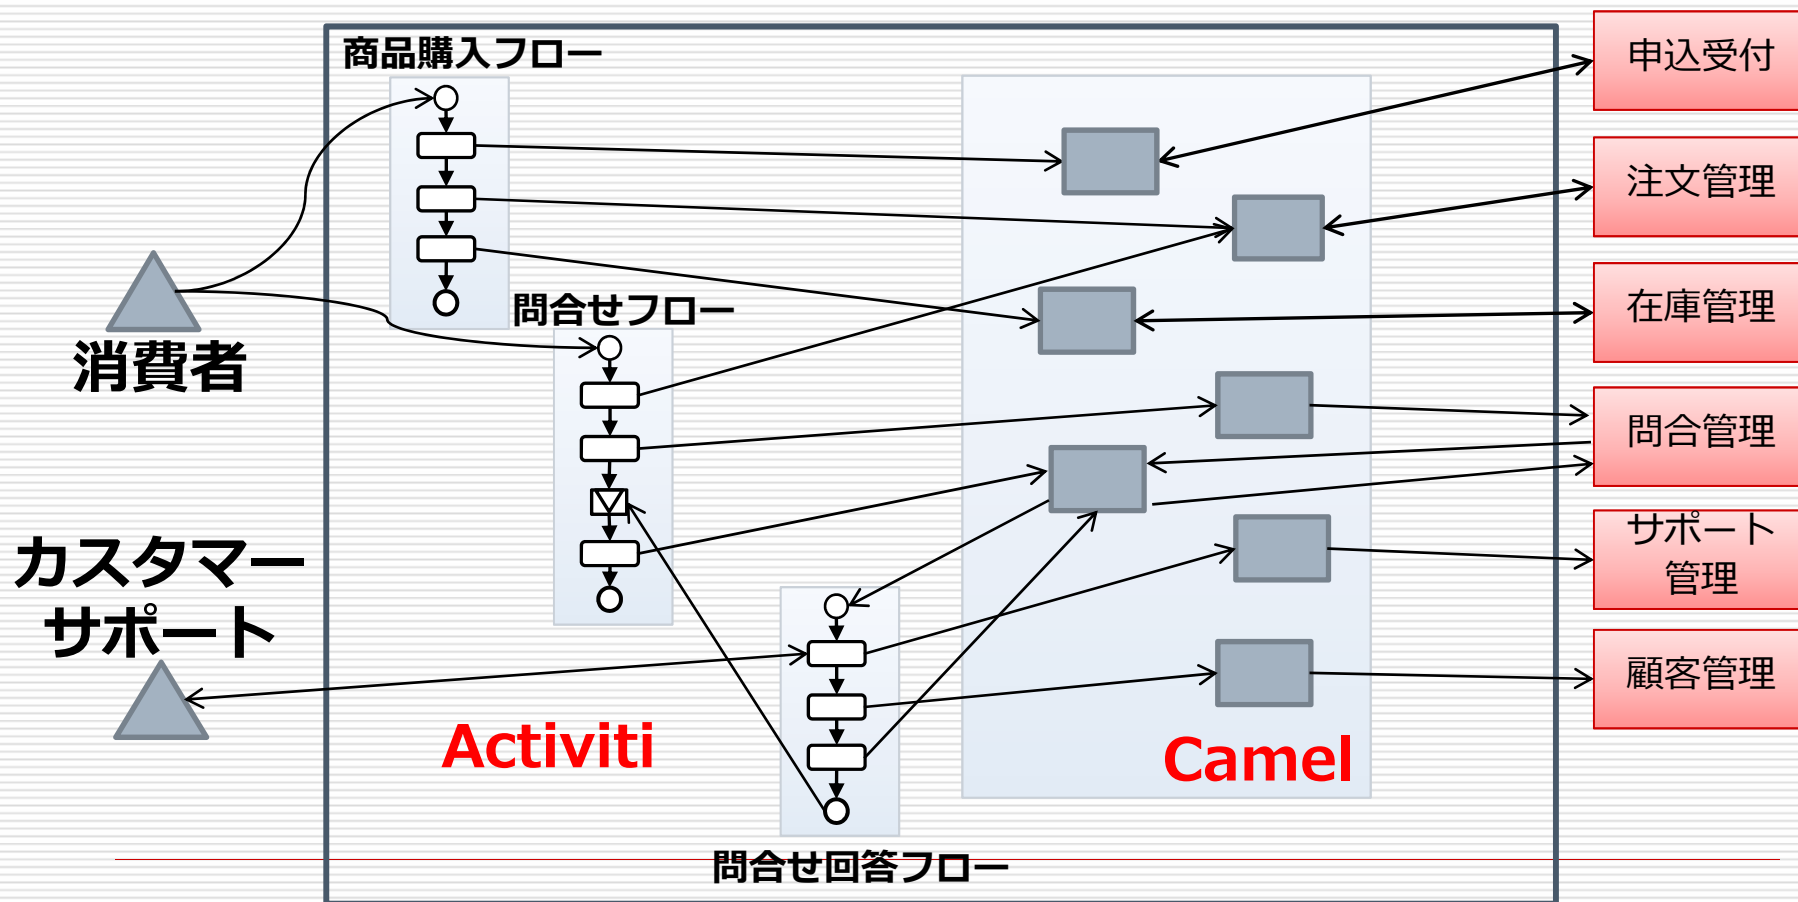 商品購入フロー
申込受付
注文管理
在庫管理
問合せフロー
消費者
問合管理
カスタマー
サポート
サポート
管理
顧客管理
Activiti
Camel
問合せ回答フロー